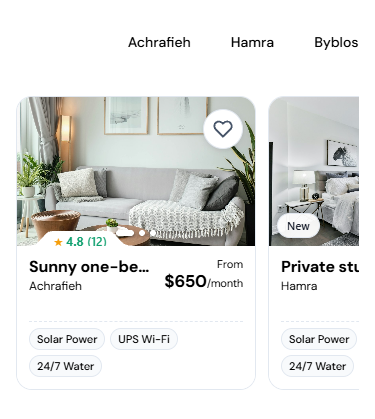 Achrafieh Hamra Byblos
New
★ 4.8 (12)
Sunny one-be...
From
Achrafieh
$650/month
Solar Power
UPS Wi-Fi
24/7 Water
Private stu
Hamra
Solar Power
24/7 Water